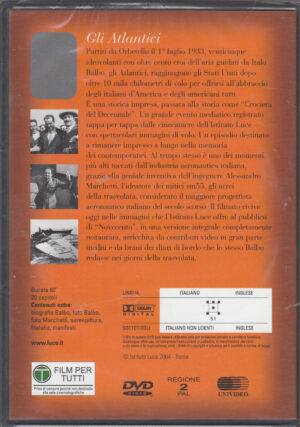 Gli Atlantici
Partiti da Orbetello il 1° luglio 1933, venticinque
idrovolanti con oltre cento eroi dell'aria guidati da Italo
Balbo, gli Atlantici, raggiungono gli Stati Uniti dopo
oltre 10 mila chilometri di volo per offrirsi all'abbraccio
degli italiani d'America e degli americani tutti.
È una storica impresa, passata alla storia come "Crociera
del Decennale". Un grande evento mediatico registrato
tappa per tappa dalle cineprese dell'Istituto Luce
con spettacolari immagini di volo. Un episodio destinato
a rimanere impresso a lungo nella memoria
dei contemporanei. Al tempo stesso è uno dei momenti
più alti toccati dall'industria aeronautica italiana,
grazie alla geniale inventiva dell'ingegnere Alessandro
Marchetti, l'ideatore dei mitici sm55, gli aerei
della trasvolata, considerato il maggiore progettista
aeronautico italiano del secolo scorso. Il filmato rivive
oggi nelle immagini che l'Istituto Luce offre al pubblico
di "Novecento", in una versione integrale completamente
restaurata, arricchita da contributi video in gran parte
inediti e da brani dei diari di bordo che lo stesso Balbo
redasse nei giorni della trasvolata.
Durata 60'
20 capitoli
Contenuti extra:
biografia Balbo, foto Balbo,
foto Marchetti, aeropittura,
filatelia, manifesti
www.luce.it
LINGUA
ITALIANO
INGLESE
DOLBY
DIGITAL
5.1
SOTTOTITOLI
ITALIANO NON UDENTI
INGLESE
© Istituto Luce 2004 - Roma
T
FILM PER
TUTTI
DVD
VIDEO
REGIONE
2
PAL
UNIVIDEO